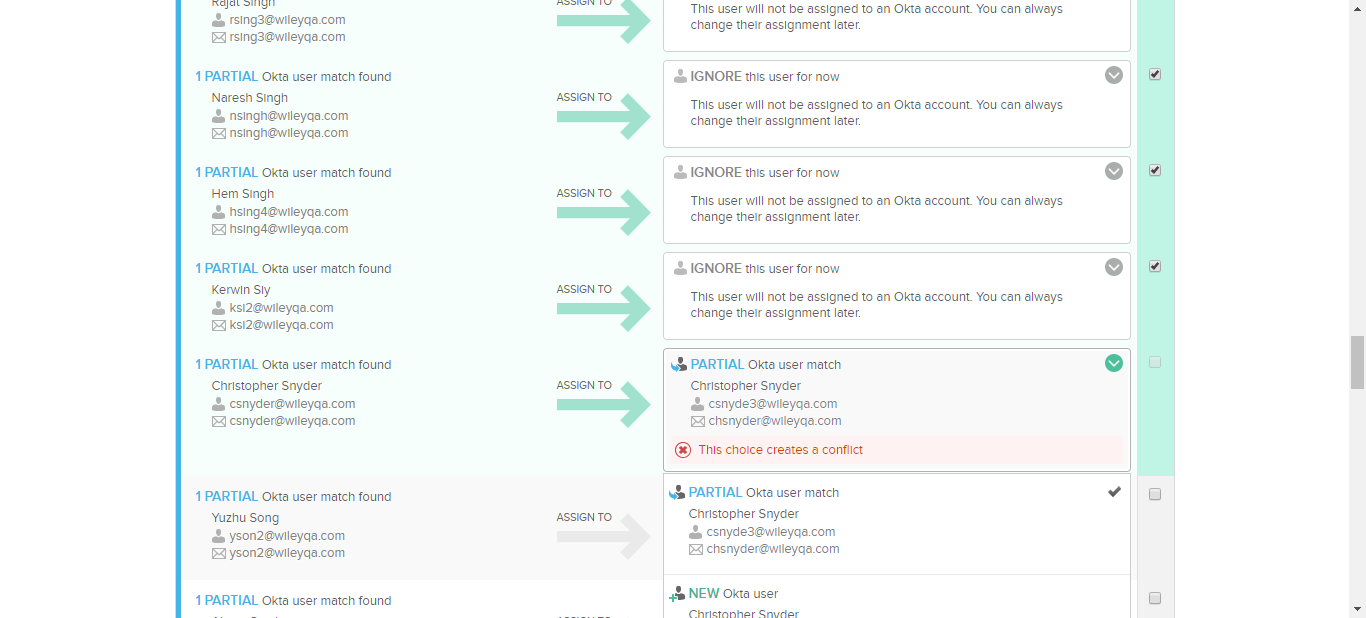 Rajat Singh
rsing3@wileyqa.com
rsing3@wileyqa.com
ASSIGN TO
This user will not be assigned to an Okta account. You can always
change their assignment later.
1 PARTIAL Okta user match found
Naresh Singh
nsingh@wileyqa.com
nsingh@wileyqa.com
ASSIGN TO
IGNORE this user for now
This user will not be assigned to an Okta account. You can always
change their assignment later.
1 PARTIAL Okta user match found
Hem Singh
hsing4@wileyqa.com
hsing4@wileyqa.com
ASSIGN TO
IGNORE this user for now
This user will not be assigned to an Okta account. You can always
change their assignment later.
1 PARTIAL Okta user match found
Kerwin Siy
ksi2@wileyqa.com
ksi2@wileyqa.com
ASSIGN TO
IGNORE this user for now
This user will not be assigned to an Okta account. You can always
change their assignment later.
1 PARTIAL Okta user match found
Christopher Snyder
csnyder@wileyqa.com
csnyder@wileyqa.com
ASSIGN TO
PARTIAL Okta user match
Christopher Snyder
csnyde3@wileyqa.com
chsnyder@wileyqa.com
This choice creates a conflict
1 PARTIAL Okta user match found
Yuzhu Song
yson2@wileyqa.com
yson2@wileyqa.com
ASSIGN TO
PARTIAL Okta user match
Christopher Snyder
csnyde3@wileyqa.com
chsnyder@wileyqa.com
1 PARTIAL Okta user match found
ASSIGN TO
NEW Okta user
Christopher Snyder